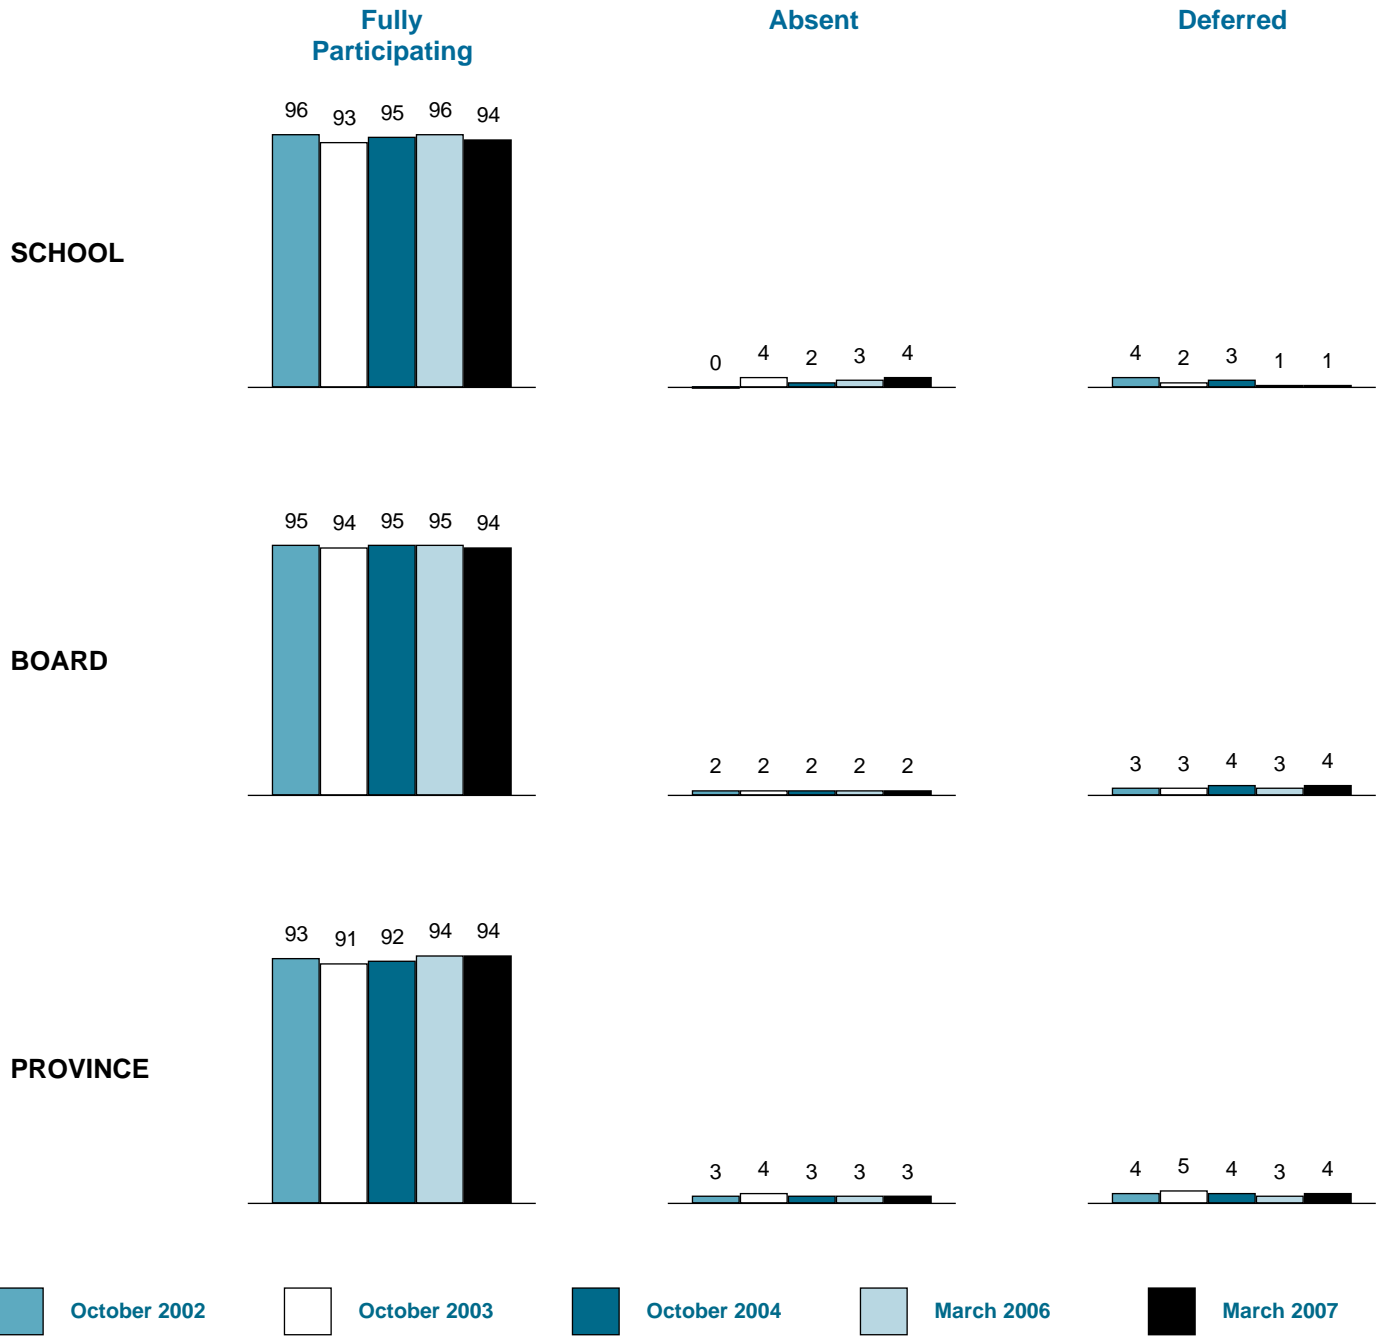 Fully
Participating
Absent
Deferred
96 93 95 96 94
0 4 2 3 4
4 2 3 1 1
SCHOOL
95 94 95 95 94
2 2 2 2 2
3 3 4 3 4
BOARD
93 91 92 94 94
3 4 3 3 3
4 5 4 3 4
PROVINCE
October 2002
October 2003
October 2004
March 2006
March 2007